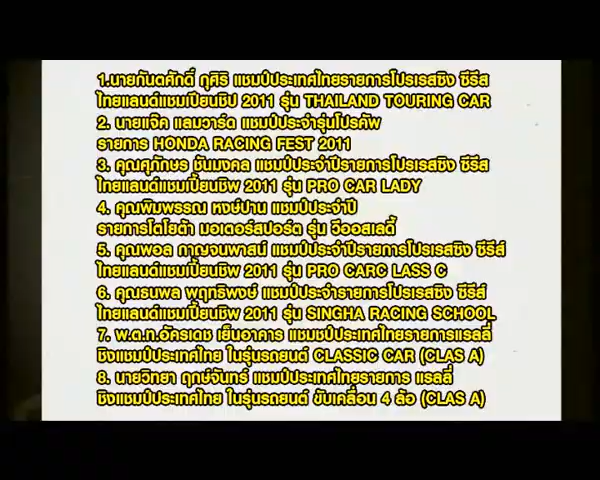 1.นายกันตศักดิ์ กุศิริ แชมป์ประเทศไทยรายการโปรเรสซิง ซีรีส
ไทยแลนด์แชมเปียนชิป 2011 รุ่น THAILAND TOURING CAR
2. นายแจ๊ค แลมวาร์ด แชมป์ประจำรุ่นโปรคัพ
รายการ HONDA RACING FEST 2011
3. คุณศุภักษร ชันมงคล แชมป์ประจำปีรายการโปรเรสซิง ซีรีส
ไทยแลนด์แชมเปี้ยนชิพ 2011 รุ่น PRO CAR LADY
4. คุณพิมพรรณ หงษ์ปาน แชมป์ประจำปี
รายการโตโยต้า มอเตอร์สปอร์ต รุ่น วีออสเลดี้
5. คุณพอล กาญจนพาสน์ แชมป์ประจำปีรายการโปรเรสซิง ซีรีส์
ไทยแลนด์แชมเปี้ยนชิพ 2011 รุ่น PRO CARC LASS C
6. คุณธนพล พฤทธิพงษ์ แชมป์ประจำรายการโปรเรสซิง ซีรีส์
ไทยแลนด์แชมเปี้ยนชิพ 2011 รุ่น SINGHA RACING SCHOOL
7. พ.ต.ท.อัครเดช เย็นอาคาร แชมชป์ประเทศไทยรายการแรลลี่
ชิงแชมป์ประเทศไทย ในรุ่นรถยนต์ CLASSIC CAR (CLAS A)
8. นายวิทยา ฤกษ์จันทร์ แชมป์ประเทศไทยรายการ แรลลี่
ชิงแชมป์ประเทศไทย ในรุ่นรถยนต์ ขับเคลื่อน 4 ล้อ (CLAS A)